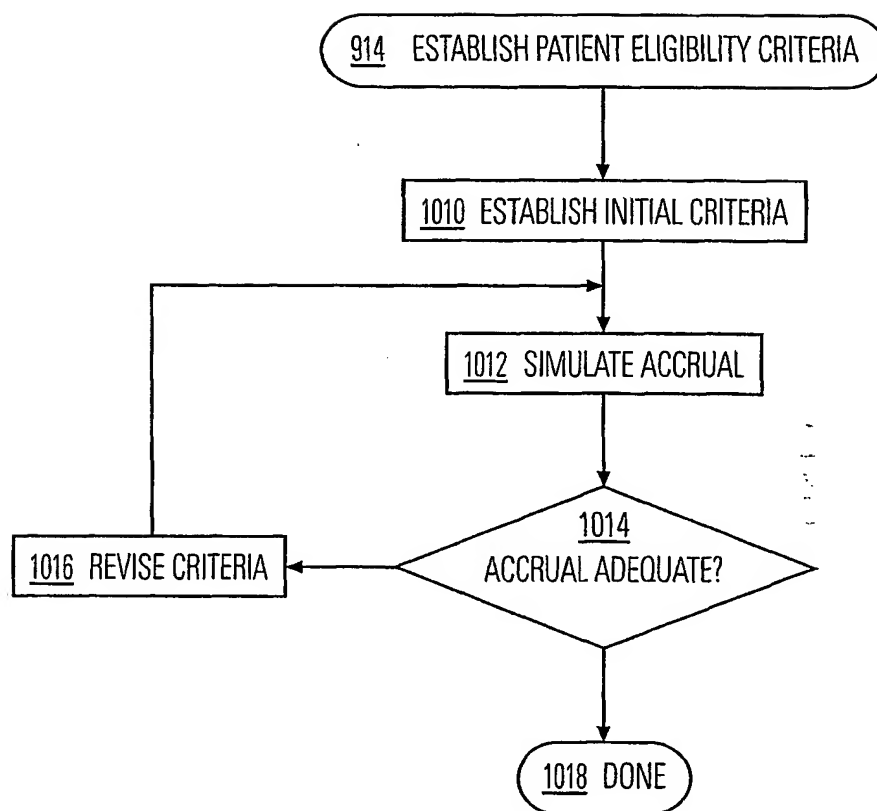 914 ESTABLISH PATIENT ELIGIBILITY CRITERIA
1010 ESTABLISH INITIAL CRITERIA
1012 SIMULATE ACCRUAL
1014
ACCRUAL ADEQUATE?
1016 REVISE CRITERIA
1018 DONE